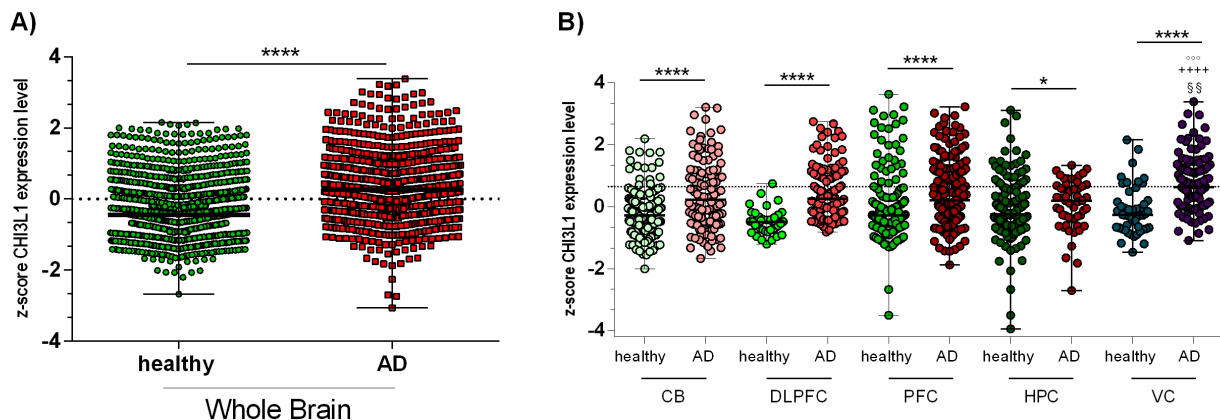 A)
z-score CHI3L1 expression level
4
2
0
-2
-4
****
healthy AD
Whole Brain
B)
z-score CHI3L1 expression level
4
2
0
-2
-4
**** **** **** * ****
°°°
++++
§§
healthy AD healthy AD healthy AD healthy AD healthy AD
CB DLPFC PFC HPC VC